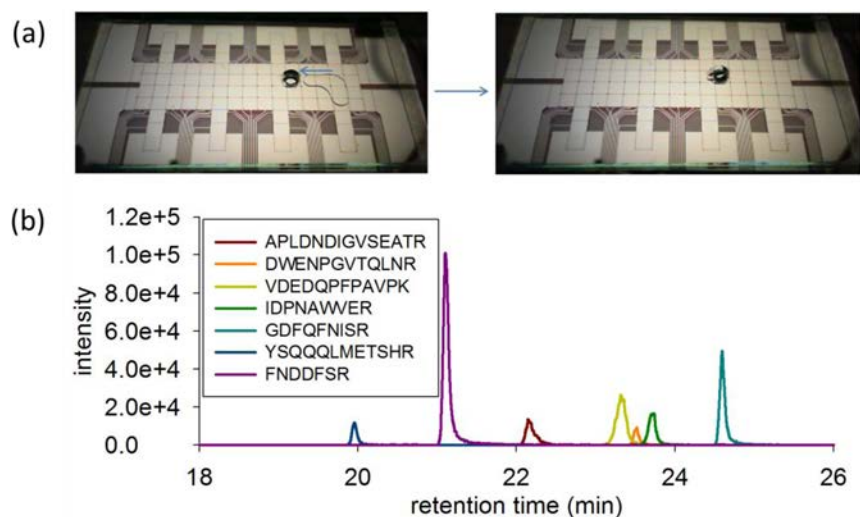 (a)
(b)
1.2e+5
1.0e+5
8.0e+4
6.0e+4
4.0e+4
2.0e+4
0.0
intensity
APLDNDIGVSEATR
DWENPGVTQLNR
VDEDQPFPAVPK
IDPNAWVER
GDFQFNISR
YSQQQLMETSHR
FNDDFSR
18 20 22 24 26
retention time (min)